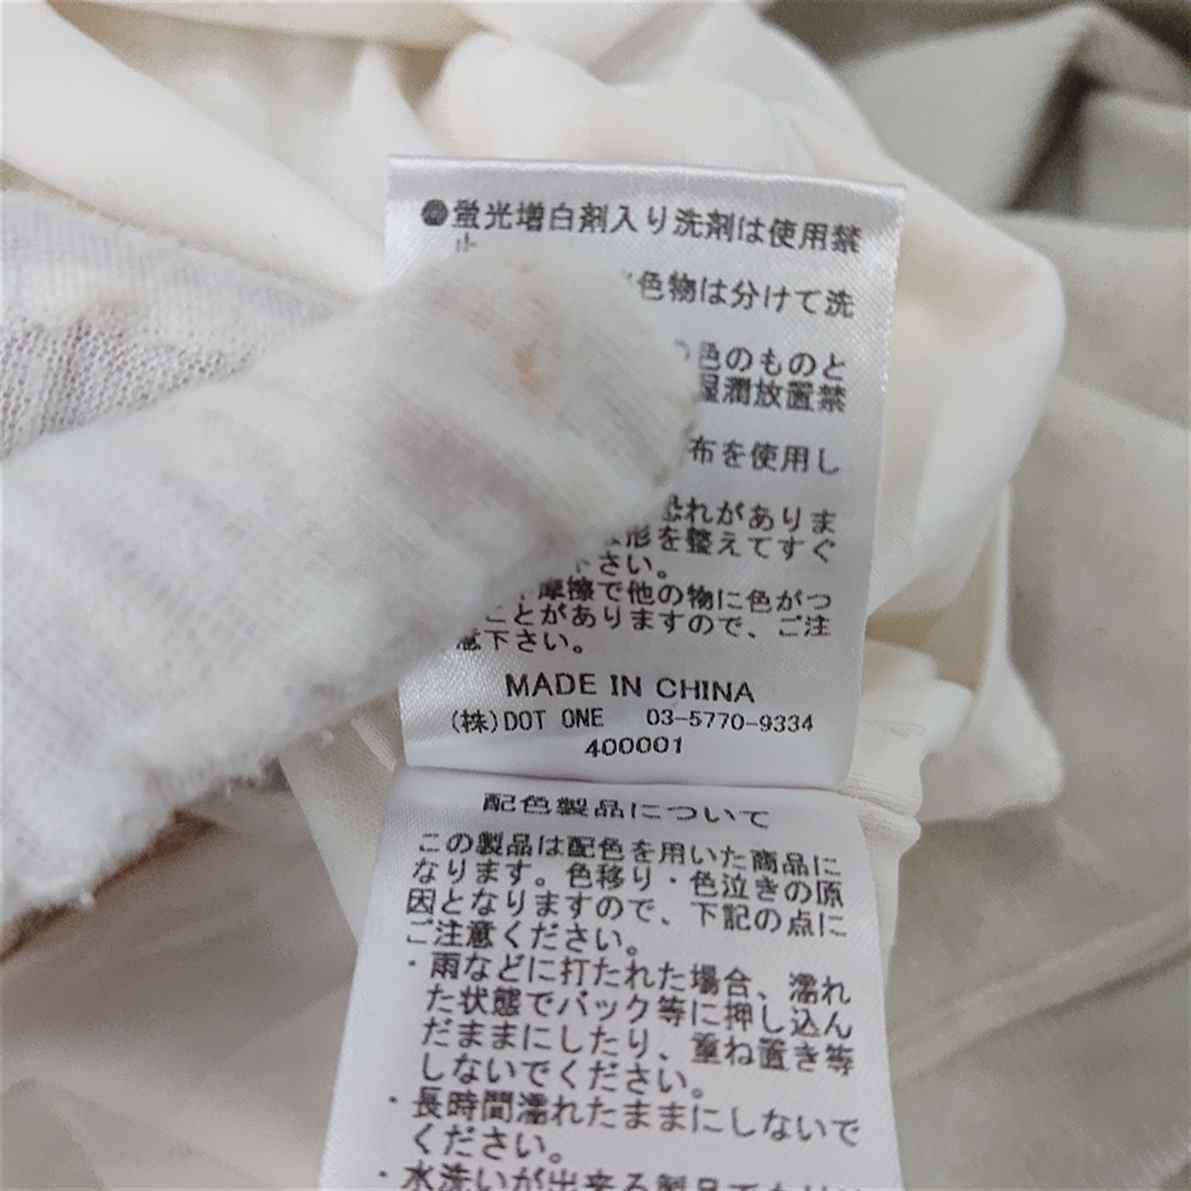 ●蛍光増白剤入り洗剤は使用禁
止
色物は分けて洗
色のものと
湿潤放置禁
布を使用し
恐れがありま
形を整えてすぐ
下さい。
摩擦で他の物に色がつ
ことがありますので、ご注
意下さい。
MADE IN CHINA
(株)DOT ONE 03-5770-9334
400001
配色製品について
この製品は配色を用いた商品に
なります。色移り・色泣きの原
因となりますので、下記の点に
ご注意ください。
・雨などに打たれた場合、濡れ
た状態でバック等に押し込ん
だままにしたり、重ね置き等
しないでください。
・長時間濡れたままにしないで
ください。
・水洗いが出来る製品で